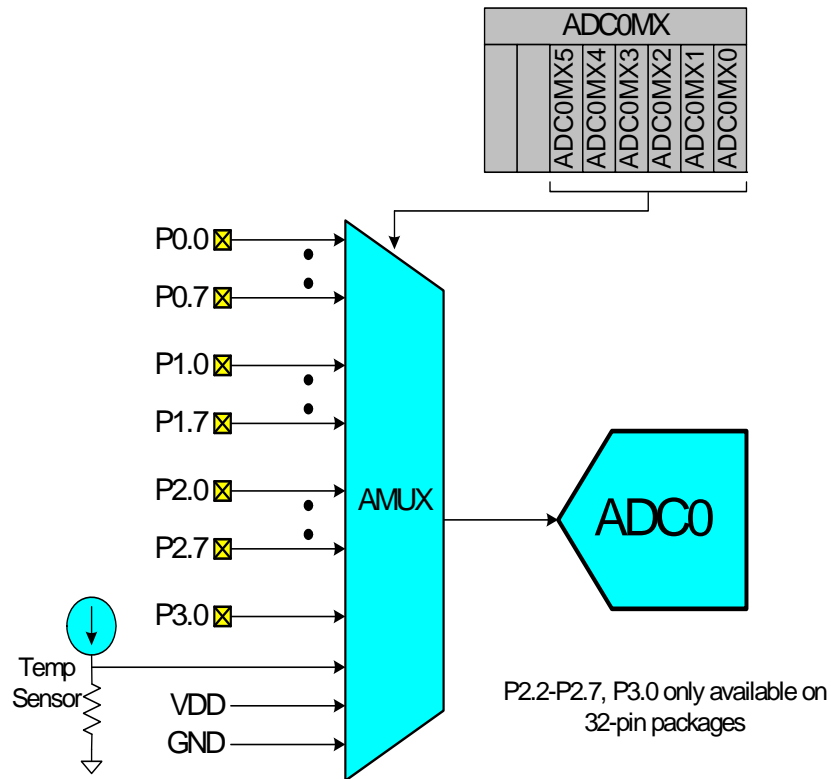 ADC0MX
ADC0MX5
ADC0MX4
ADC0MX3
ADC0MX2
ADC0MX1
ADC0MX0
P0.0
P0.7
P1.0
P1.7
P2.0
P2.7
P3.0
AMUX
ADC0
Temp
Sensor
VDD
GND
P2.2-P2.7, P3.0 only available on
32-pin packages